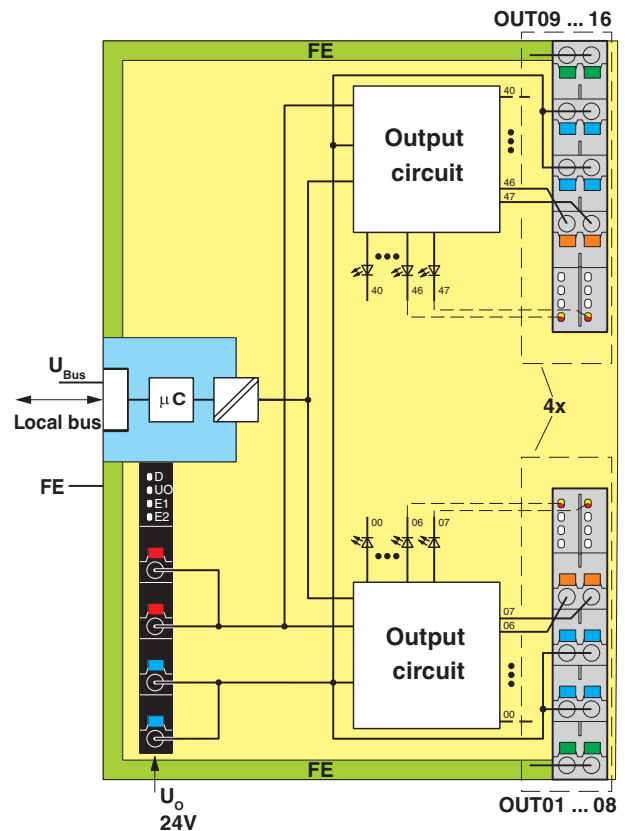 OUT09 ... 16
FE
40
Output
circuit
46
47
40
46
47
U Bus
μC
Local bus
4x
FE
D
UO
E1
E2
00
06
07
Output
circuit
07
06
00
FE
U O
24V
OUT01 ... 08